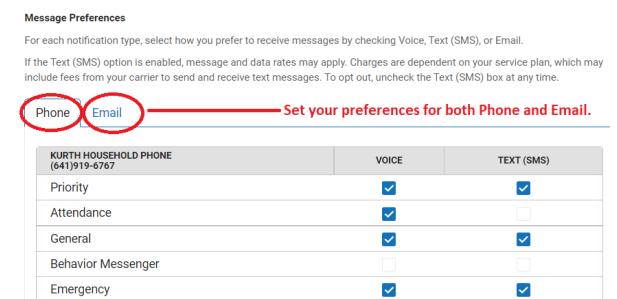 Message Preferences
For each notification type, select how you prefer to receive messages by checking Voice, Text (SMS), or Email.
If the Text (SMS) option is enabled, message and data rates may apply. Charges are dependent on your service plan, which may
include fees from your carrier to send and receive text messages. To opt out, uncheck the Text (SMS) box at any time.
Phone Email Set your preferences for both Phone and Email.
KURTH HOUSEHOLD PHONE
(641)919-6767 VOICE TEXT (SMS)
Priority
Attendance
General
Behavior Messenger
Emergency